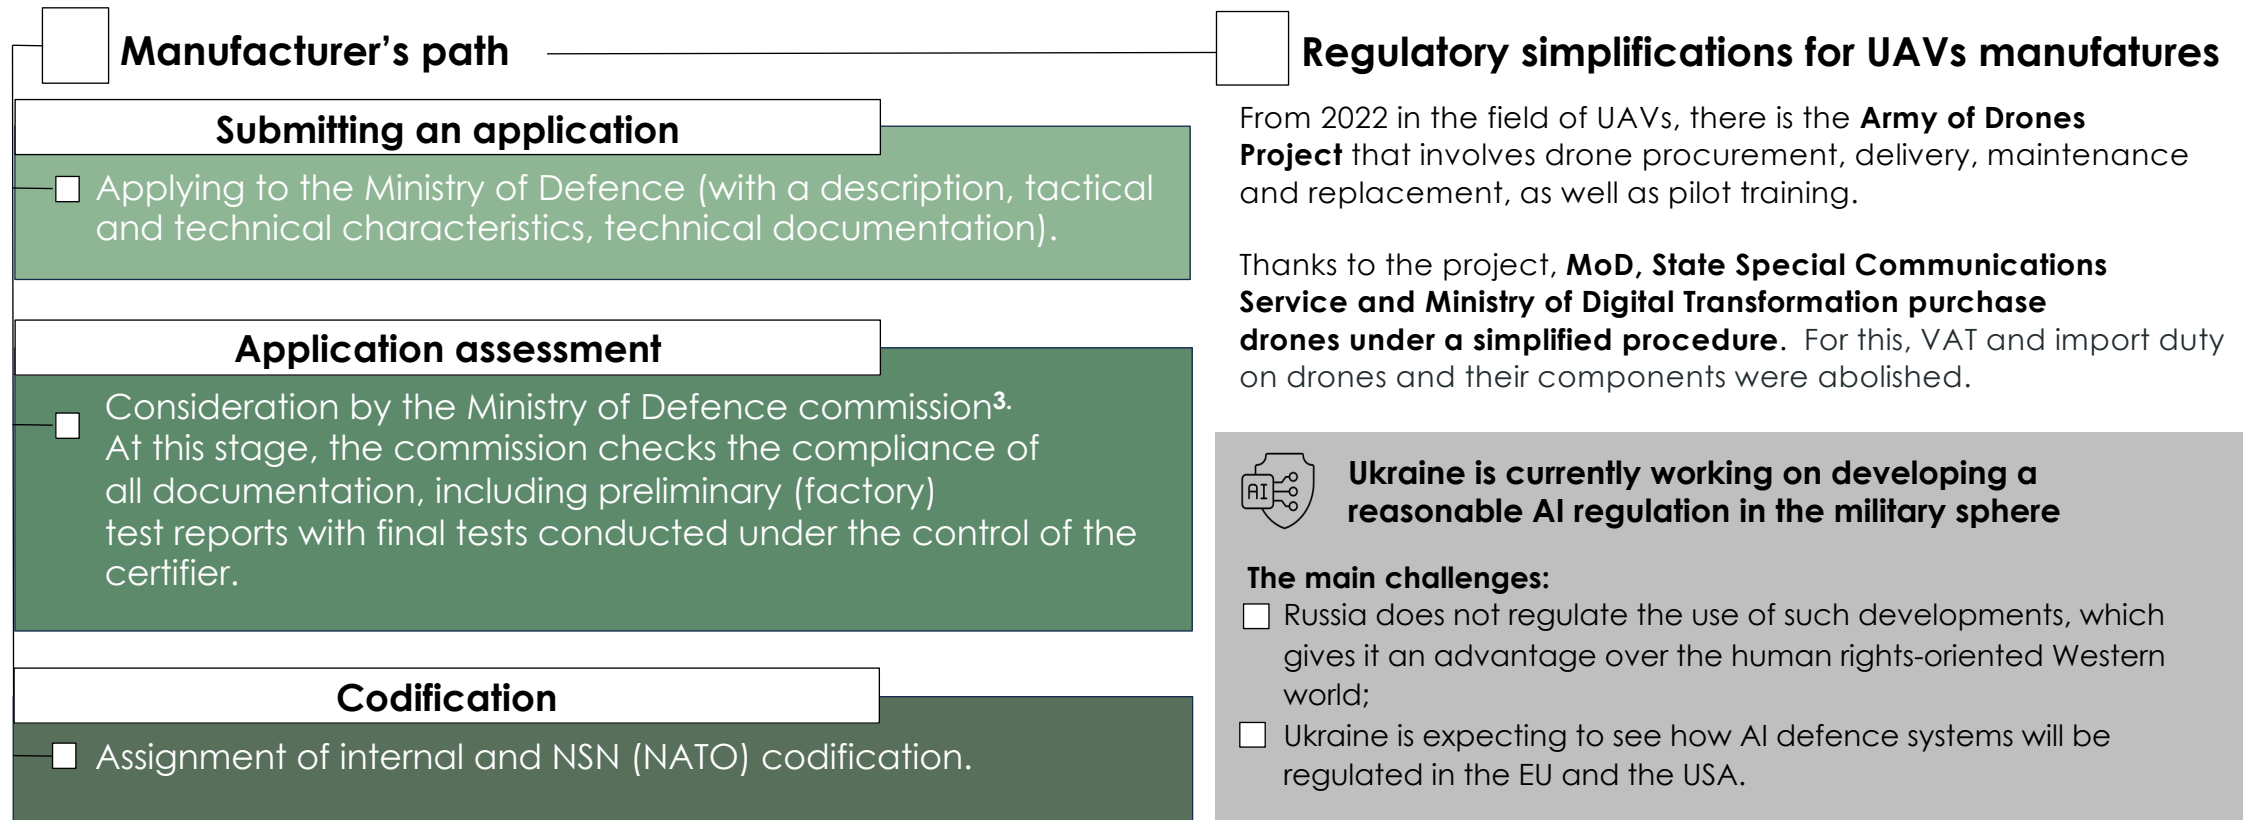 Manufacturer’s path
Submitting an application
Applying to the Ministry of Defence (with a description, tactical
and technical characteristics, technical documentation).
Application assessment
Consideration by the Ministry of Defence commission³.
At this stage, the commission checks the compliance of
all documentation, including preliminary (factory)
test reports with final tests conducted under the control of the
certifier.
Codification
Assignment of internal and NSN (NATO) codification.
Regulatory simplifications for UAVs manufatures
From 2022 in the field of UAVs, there is the Army of Drones
Project that involves drone procurement, delivery, maintenance
and replacement, as well as pilot training.
Thanks to the project, MoD, State Special Communications
Service and Ministry of Digital Transformation purchase
drones under a simplified procedure. For this, VAT and import duty
on drones and their components were abolished.
AI
Ukraine is currently working on developing a
reasonable AI regulation in the military sphere
The main challenges:
Russia does not regulate the use of such developments, which
gives it an advantage over the human rights-oriented Western
world;
Ukraine is expecting to see how AI defence systems will be
regulated in the EU and the USA.